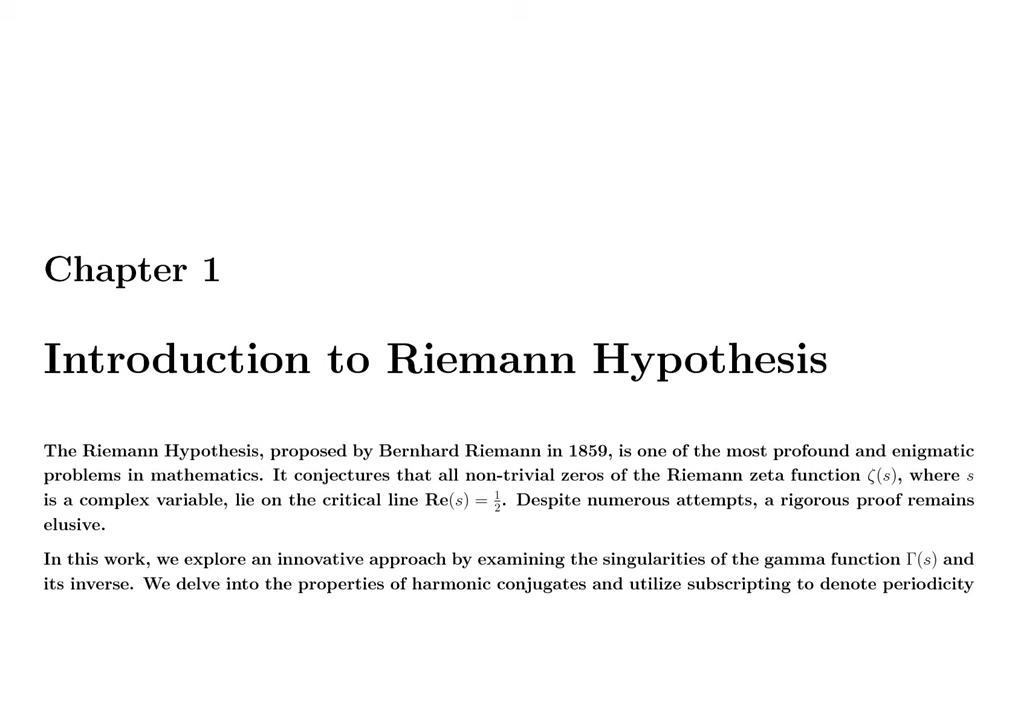 Chapter 1
Introduction to Riemann Hypothesis
The Riemann Hypothesis, proposed by Bernhard Riemann in 1859, is one of the most profound and enigmatic
problems in mathematics. It conjectures that all non-trivial zeros of the Riemann zeta function ζ(s), where s
is a complex variable, lie on the critical line Re(s) = 1/2. Despite numerous attempts, a rigorous proof remains
elusive.
In this work, we explore an innovative approach by examining the singularities of the gamma function Γ(s) and
its inverse. We delve into the properties of harmonic conjugates and utilize subscripting to denote periodicity